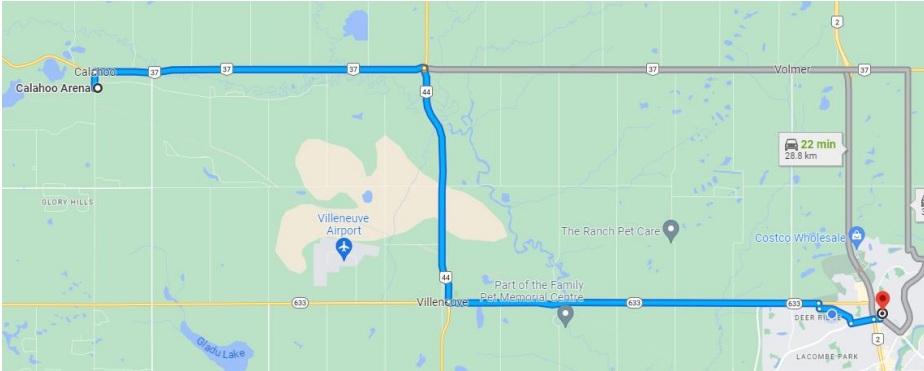 2
Calahoo
37
37
37
37
Volmer
37
Calahoo Arena
44
22 min
28.8 km
GLORY HILLS
Villeneuve
Airport
The Ranch Pet Care
Costco Wholesale
44
Part of the Family
Pet Memorial Centre
633
Villeneuve
633
633
DEER RIDGE
2
Gladu Lake
LACOMBE PARK